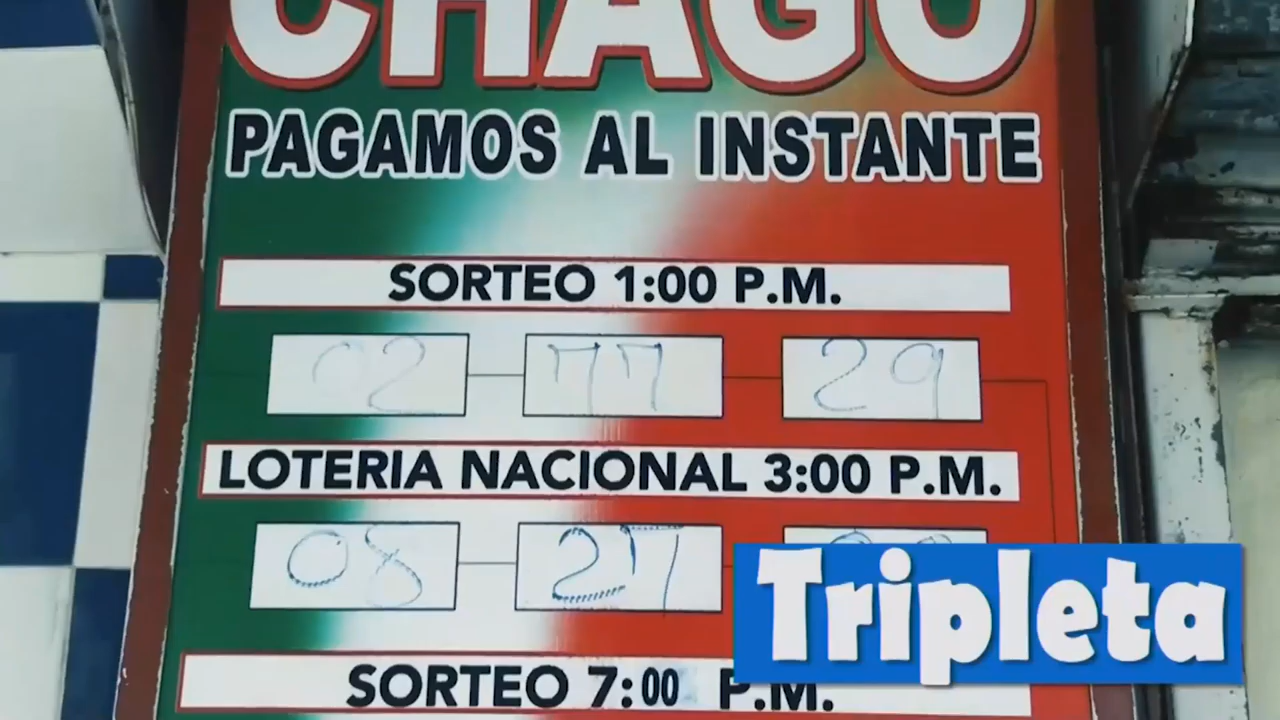 CHAGO
PAGAMOS AL INSTANTE
SORTEO 1:00 P.M.
02 77 29
LOTERIA NACIONAL 3:00 P.M.
08 27
Tripleta
SORTEO 7:00 P.M.